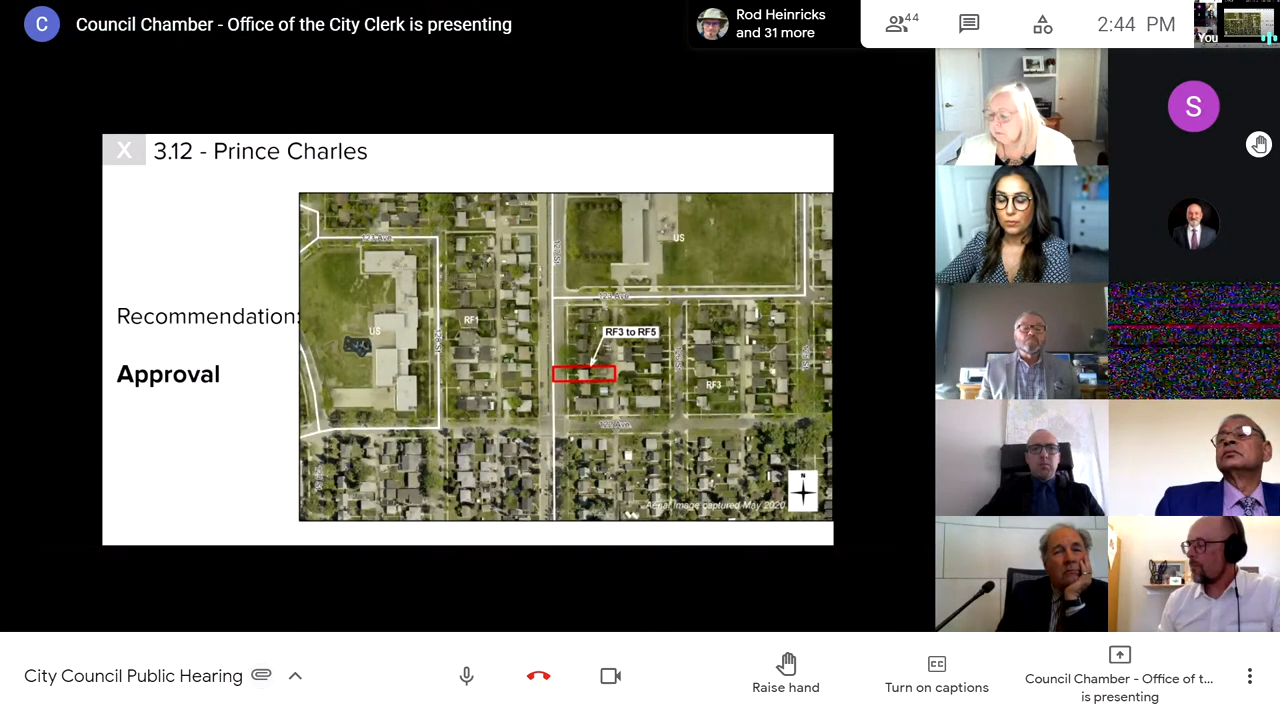 C
Council Chamber - Office of the City Clerk is presenting
Rod Heinricks
and 31 more
44
2:44 PM
You
X
3.12 - Prince Charles
S
US
RF1
US
RF3 to RF5
RF3
Recommendation:
Approval
N
Aerial image captured May 2020
City Council Public Hearing
Raise hand
CC
Turn on captions
Council Chamber - Office of t...
is presenting